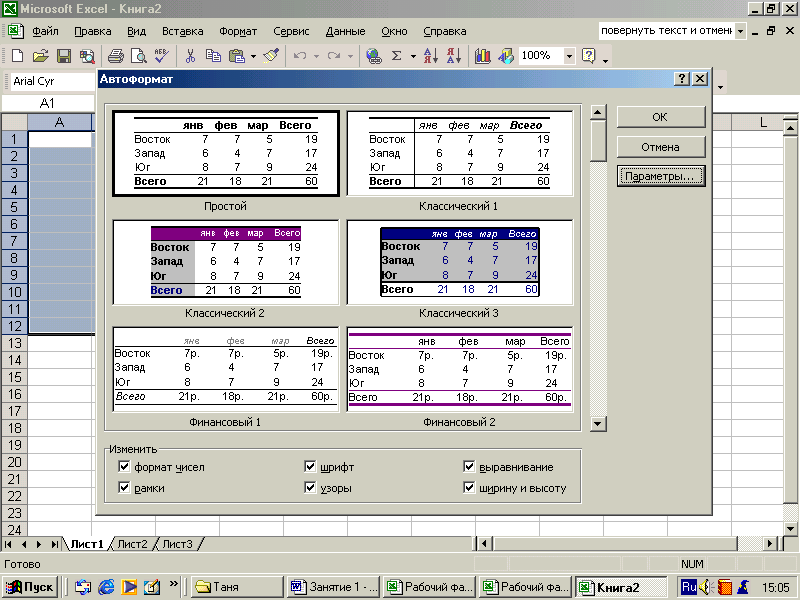 Microsoft Excel - Книга2
Файл Правка Вид Вставка Формат Сервис Данные Окно Справка повернуть текст и отмен
100%
Arial Cyr
A1
Автоформат
A L
1
2
3
4
5
6
7
8
9
10
11
12
13
14
15
16
17
18
19
20
21
22
23
24
янв фев мар Всего
Восток 7 7 5 19
Запад 6 4 7 17
Юг 8 7 9 24
Всего 21 18 21 60
Простой
янв фев мар Всего
Восток 7 7 5 19
Запад 6 4 7 17
Юг 8 7 9 24
Всего 21 18 21 60
Классический 1
янв фев мар Всего
Восток 7 7 5 19
Запад 6 4 7 17
Юг 8 7 9 24
Всего 21 18 21 60
Классический 2
янв фев мар Всего
Восток 7 7 5 19
Запад 6 4 7 17
Юг 8 7 9 24
Всего 21 18 21 60
Классический 3
янв фев мар Всего
Восток 7р. 7р. 5р. 19р.
Запад 6 4 7 17
Юг 8 7 9 24
Всего 21р. 18р. 21р. 60р.
Финансовый 1
янв фев мар Всего
Восток 7р. 7р. 5р. 19р.
Запад 6 4 7 17
Юг 8 7 9 24
Всего 21р. 18р. 21р. 60р.
Финансовый 2
ОК
Отмена
Параметры...
Изменить
формат чисел шрифт выравнивание
рамки узоры ширину и высоту
Лист1 Лист2 Лист3
Готово NUM
Пуск » Таня Занятие 1 - ... Рабочий фа... Рабочий фа... Книга2 Ru 15:05